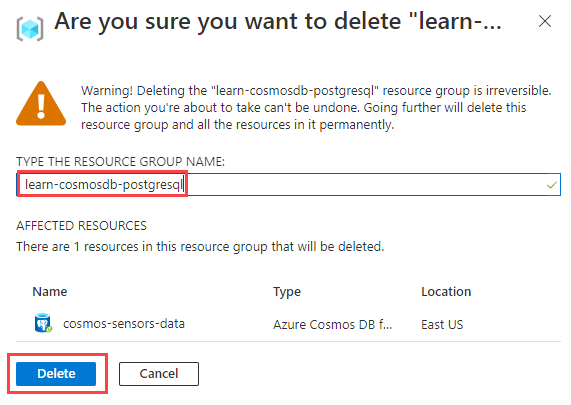 Are you sure you want to delete "learn-...
Warning! Deleting the "learn-cosmosdb-postgresql" resource group is irreversible.
The action you're about to take can't be undone. Going further will delete this
resource group and all the resources in it permanently.
TYPE THE RESOURCE GROUP NAME:
learn-cosmosdb-postgresql
AFFECTED RESOURCES
There are 1 resources in this resource group that will be deleted.
Name Type Location
cosmos-sensors-data Azure Cosmos DB f... East US
Delete Cancel